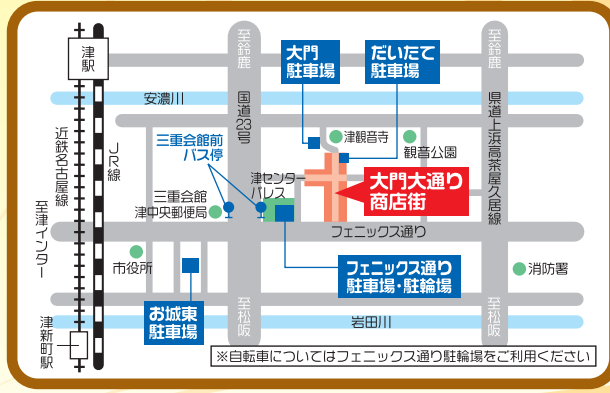 津駅
近鉄名古屋線
至津インター
津新町駅
JR線
安濃川
至鈴鹿
国道23号
至松阪
大門
駐車場
だいたて
駐車場
至鈴鹿
県道上浜高茶屋久居線
至松阪
三重会館前
バス停
津観音寺
観音公園
津センター
パレス
三重会館
津中央郵便局
大門大通り
商店街
フェニックス通り
市役所
フェニックス通り
駐車場・駐輪場
消防署
お城東
駐車場
岩田川
※自転車についてはフェニックス通り駐輪場をご利用ください